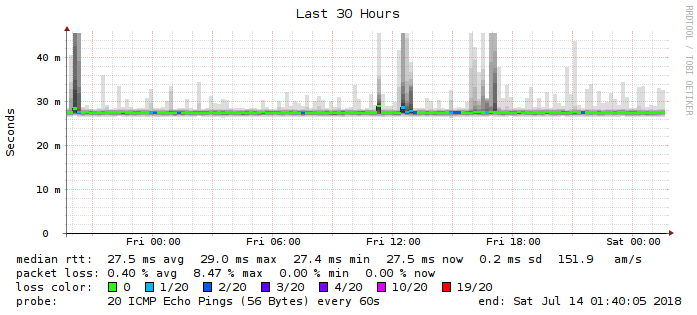 Last 30 Hours
RRDTOOL / TOBI OETIKER
Seconds
40 m
30 m
20 m
10 m
0
Fri 00:00 Fri 06:00 Fri 12:00 Fri 18:00 Sat 00:00
median rtt: 27.5 ms avg 29.0 ms max 27.4 ms min 27.5 ms now 0.2 ms sd 151.9 am/s
packet loss: 0.40 % avg 8.47 % max 0.00 % min 0.00 % now
loss color: 0 1/20 2/20 3/20 4/20 10/20 19/20
probe: 20 ICMP Echo Pings (56 Bytes) every 60s end: Sat Jul 14 01:40:05 2018